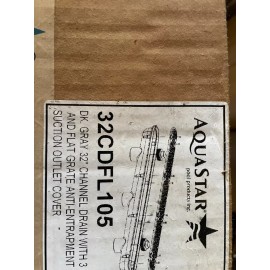 AQUASTAR
pool products inc.
32CDFL105
DK. GRAY 32" CHANNEL DRAIN WITH 3
AND FLAT GRATE ANTI-ENTRAPMENT
SUCTION OUTLET COVER